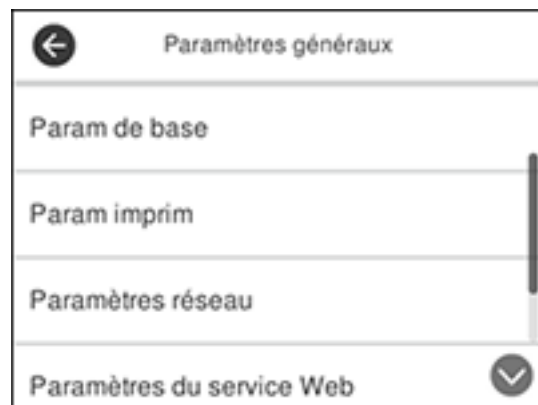 Paramètres généraux
Param de base
Param imprim
Paramètres réseau
Paramètres du service Web